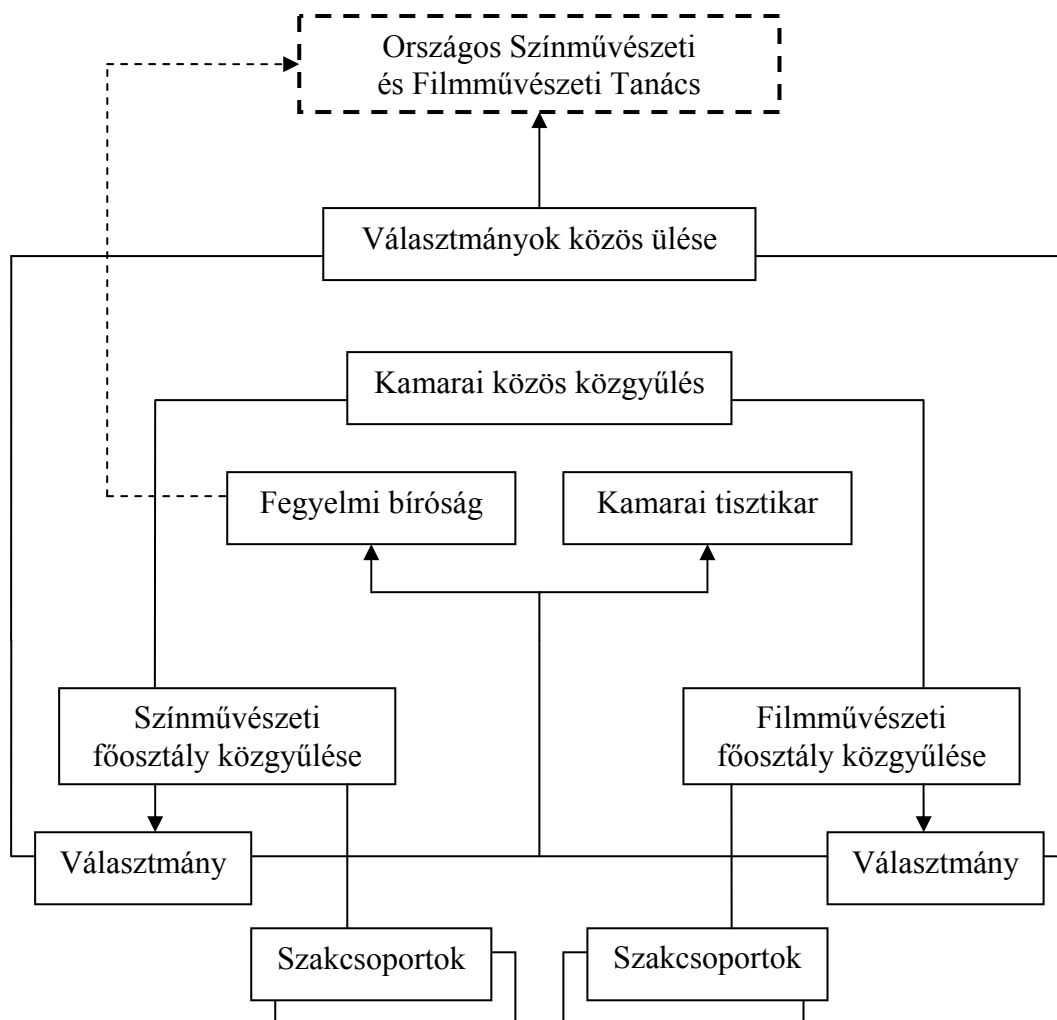 Országos Színművészeti
és Filmművészeti Tanács
Választmányok közös ülése
Kamarai közös közgyűlés
Fegyelmi bíróság
Kamarai tisztikar
Színművészeti
főosztály közgyűlése
Filmművészeti
főosztály közgyűlése
Választmány
Választmány
Szakcsoportok
Szakcsoportok